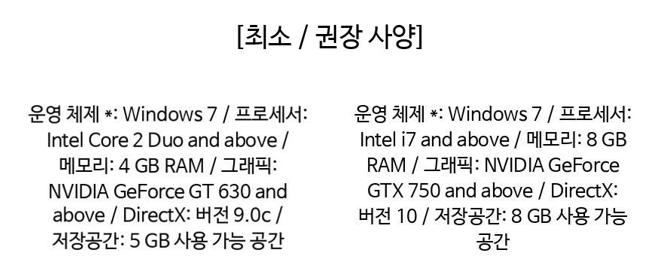 [최소 / 권장 사양]
운영 체제 *: Windows 7 / 프로세서:
Intel Core 2 Duo and above /
메모리: 4 GB RAM / 그래픽:
NVIDIA GeForce GT 630 and
above / DirectX: 버전 9.0c /
저장공간: 5 GB 사용 가능 공간
운영 체제 *: Windows 7 / 프로세서:
Intel i7 and above / 메모리: 8 GB
RAM / 그래픽: NVIDIA GeForce
GTX 750 and above / DirectX:
버전 10 / 저장공간: 8 GB 사용 가능
공간